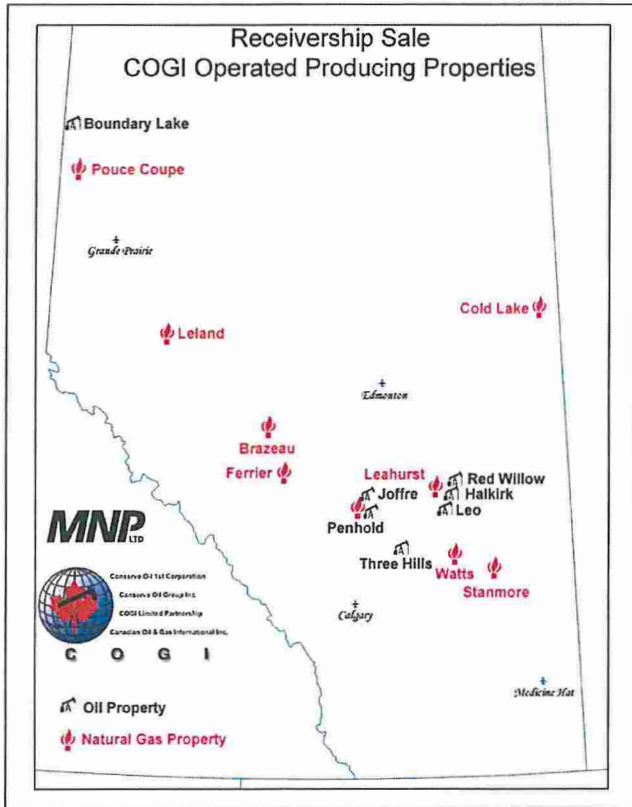 Receivership Sale
COGI Operated Producing Properties
Boundary Lake
Pouce Coupe
Grande Prairie
Cold Lake
Leland
Edmonton
Brazeau
Ferrier
Leahurst
Red Willow
Joffre
Halkirk
Leo
Penhold
Three Hills
Watts
Stanmore
MNP
LTD
Conserve Oil 1st Corporation
Conserve Oil Group Inc.
COGI Limited Partnership
Canadian Oil & Gas International Inc.
C O G I
Calgary
Medicine Hat
Oil Property
Natural Gas Property